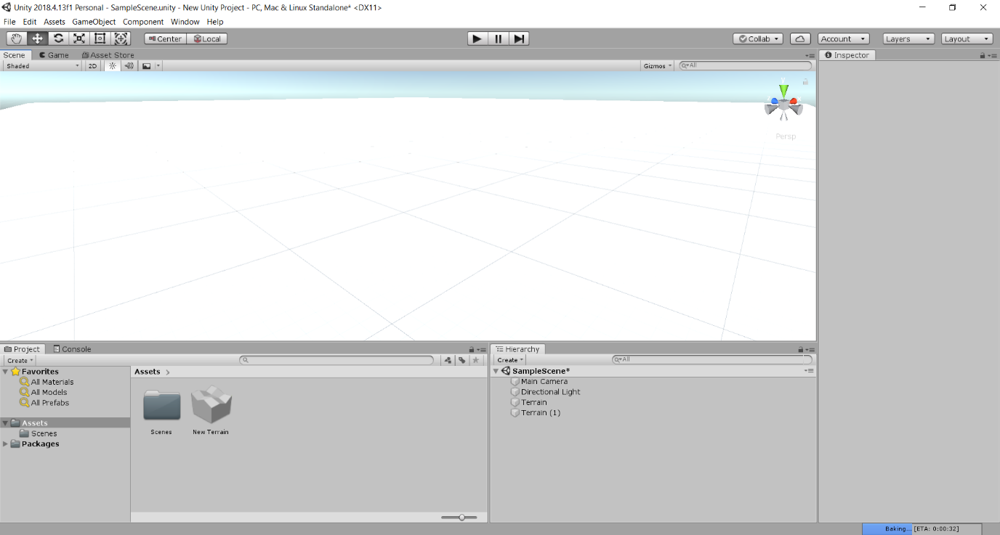 Unity 2018.4.13f1 Personal - SampleScene.unity - New Unity Project - PC, Mac & Linux Standalone* <DX11>
File Edit Assets GameObject Component Window Help
Center Local Collab Account Layers Layout
Scene Game Asset Store Inspector
Shaded 2D Gizmos All
y
Persp
Project Console Hierarchy
Create Create All
Favorites
All Materials
All Models
All Prefabs
Assets
Scenes
Packages
Assets
Scenes New Terrain
SampleScene*
Main Camera
Directional Light
Terrain
Terrain (1)
Baking... [ETA: 0:00:32]